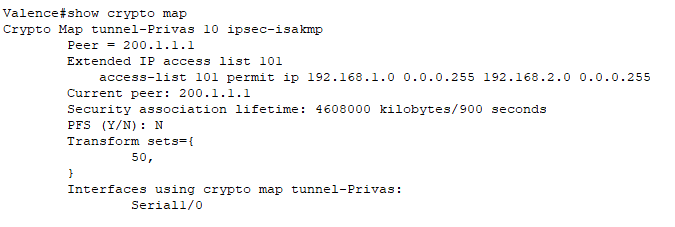 Valence#show crypto map
Crypto Map tunnel-Privas 10 ipsec-isakmp
Peer = 200.1.1.1
Extended IP access list 101
access-list 101 permit ip 192.168.1.0 0.0.0.255 192.168.2.0 0.0.0.255
Current peer: 200.1.1.1
Security association lifetime: 4608000 kilobytes/900 seconds
PFS (Y/N): N
Transform sets={
50,
}
Interfaces using crypto map tunnel-Privas:
Serial1/0